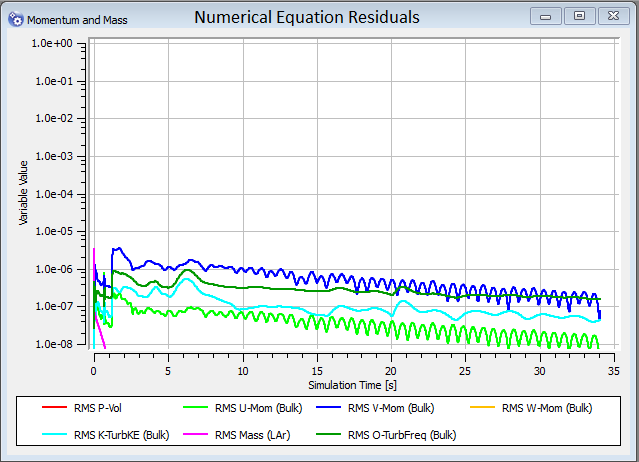 Momentum and Mass
Numerical Equation Residuals
1.0e+00
1.0e-01
1.0e-02
1.0e-03
1.0e-04
1.0e-05
1.0e-06
1.0e-07
1.0e-08
Variable Value
0 5 10 15 20 25 30 35
Simulation Time [s]
RMS P-Vol RMS U-Mom (Bulk) RMS V-Mom (Bulk) RMS W-Mom (Bulk)
RMS K-TurbKE (Bulk) RMS Mass (LAr) RMS O-TurbFreq (Bulk)